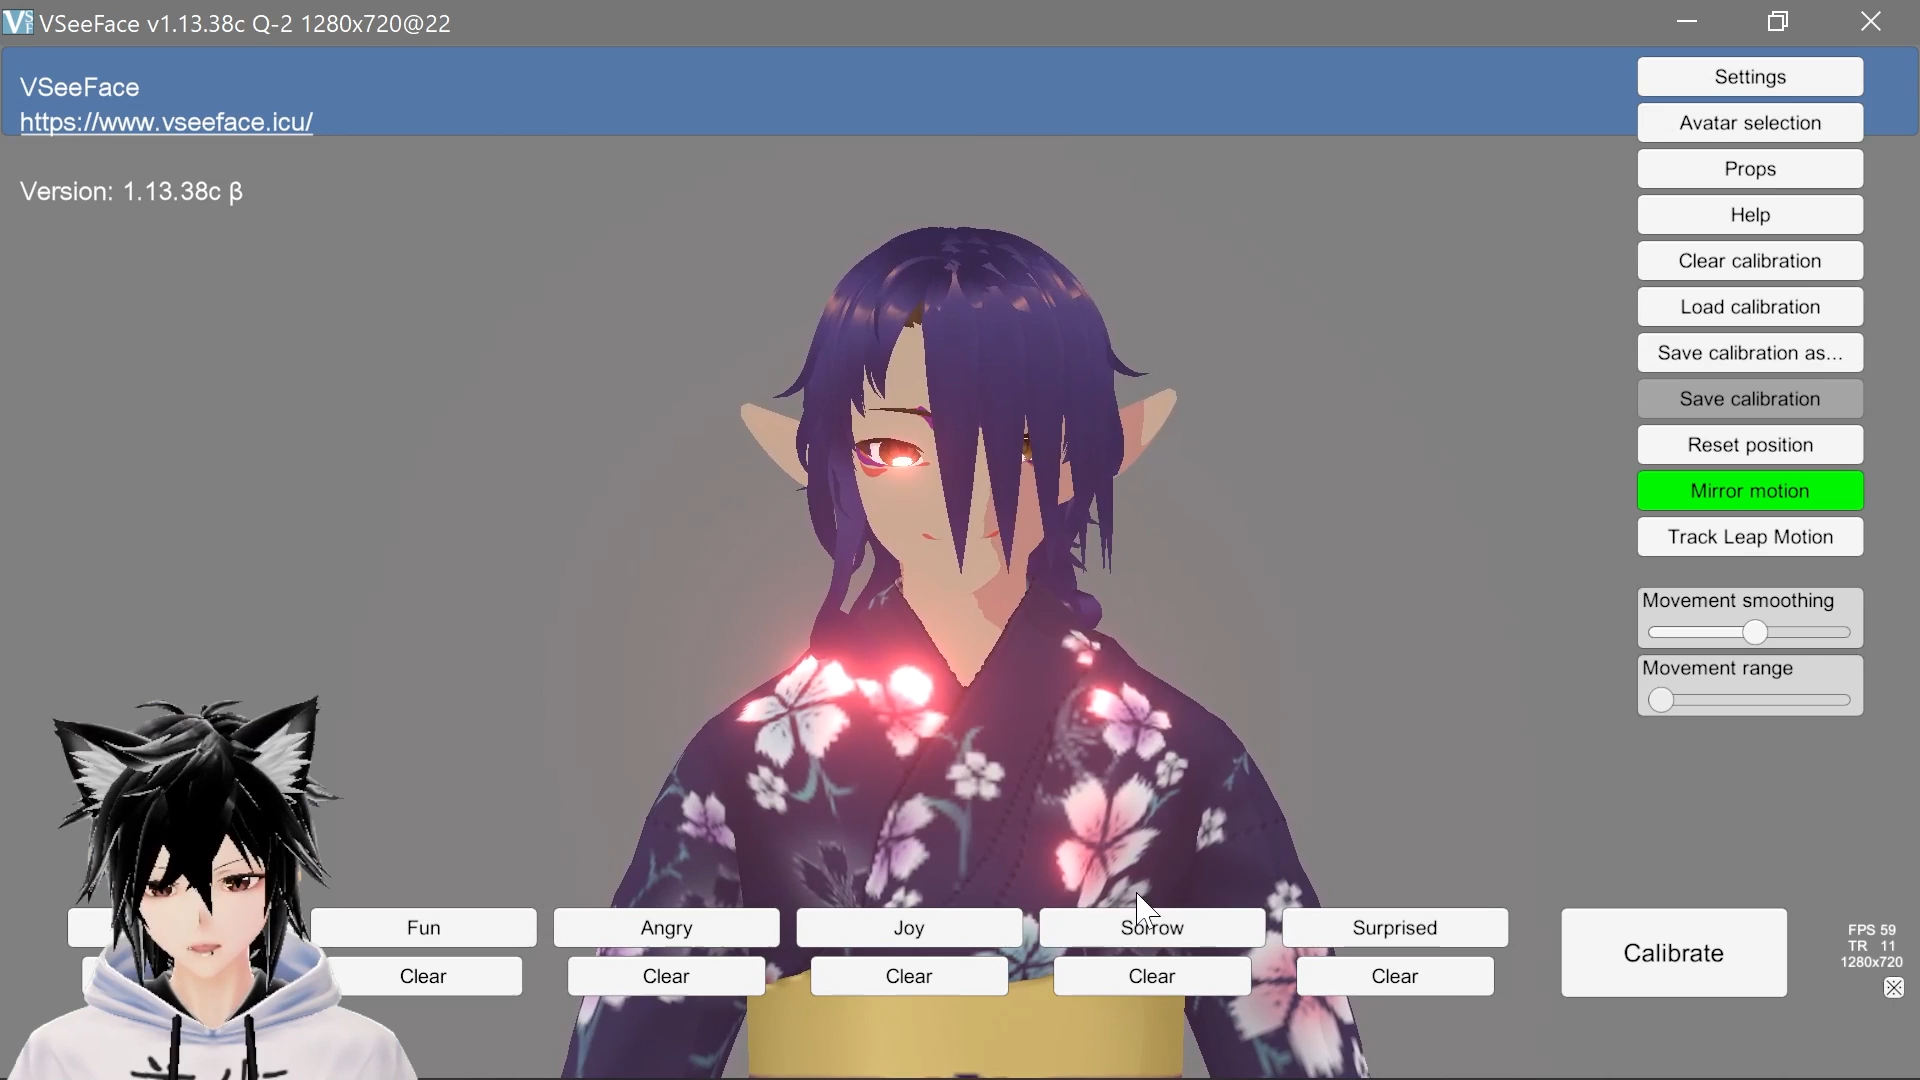 VSeeFace v1.13.38c Q-2 1280x720@22
VSeeFace
https://www.vseeface.icu/
Version: 1.13.38c β
Settings
Avatar selection
Props
Help
Clear calibration
Load calibration
Save calibration as...
Save calibration
Reset position
Mirror motion
Track Leap Motion
Movement smoothing
Movement range
Fun
Angry
Joy
Sorrow
Surprised
Clear
Clear
Clear
Clear
Clear
Calibrate
FPS 59
TR 11
1280x720